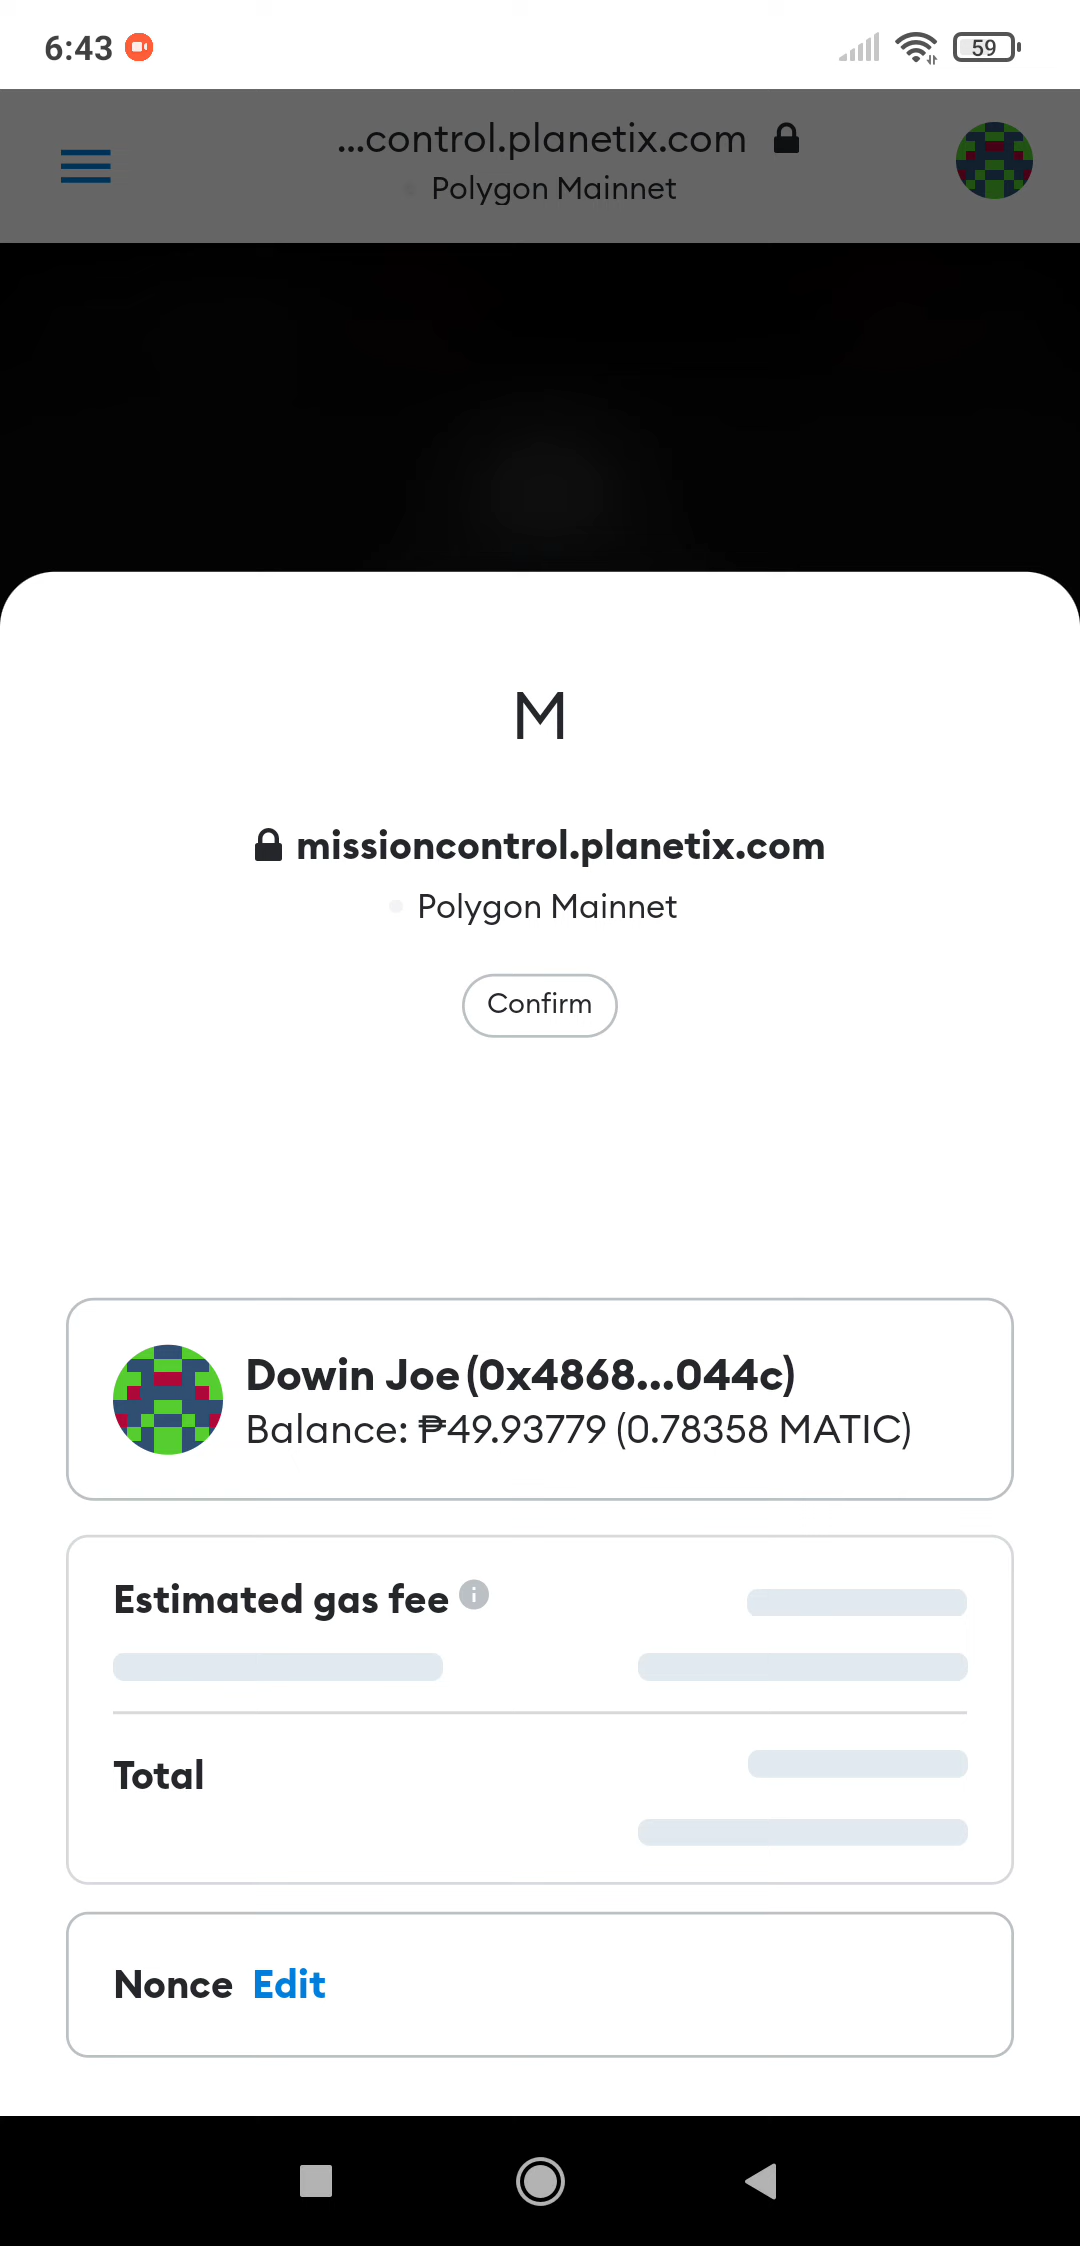 6:43
59
...control.planetix.com
Polygon Mainnet
M
missioncontrol.planetix.com
Polygon Mainnet
Confirm
Dowin Joe (0x4868...044c)
Balance: ₱49.93779 (0.78358 MATIC)
Estimated gas fee
Total
Nonce Edit